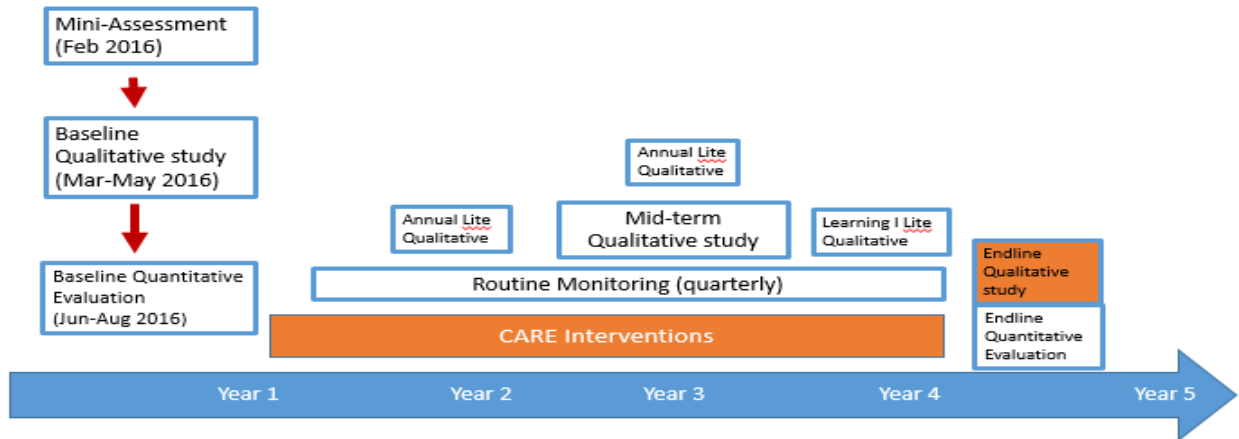 Mini-Assessment
(Feb 2016)
Baseline
Qualitative study
(Mar-May 2016)
Baseline Quantitative
Evaluation
(Jun-Aug 2016)
Annual Lite
Qualitative
Annual Lite
Qualitative
Mid-term
Qualitative study
Learning I Lite
Qualitative
Routine Monitoring (quarterly)
CARE Interventions
Endline
Qualitative
study
Endline
Quantitative
Evaluation
Year 1
Year 2
Year 3
Year 4
Year 5